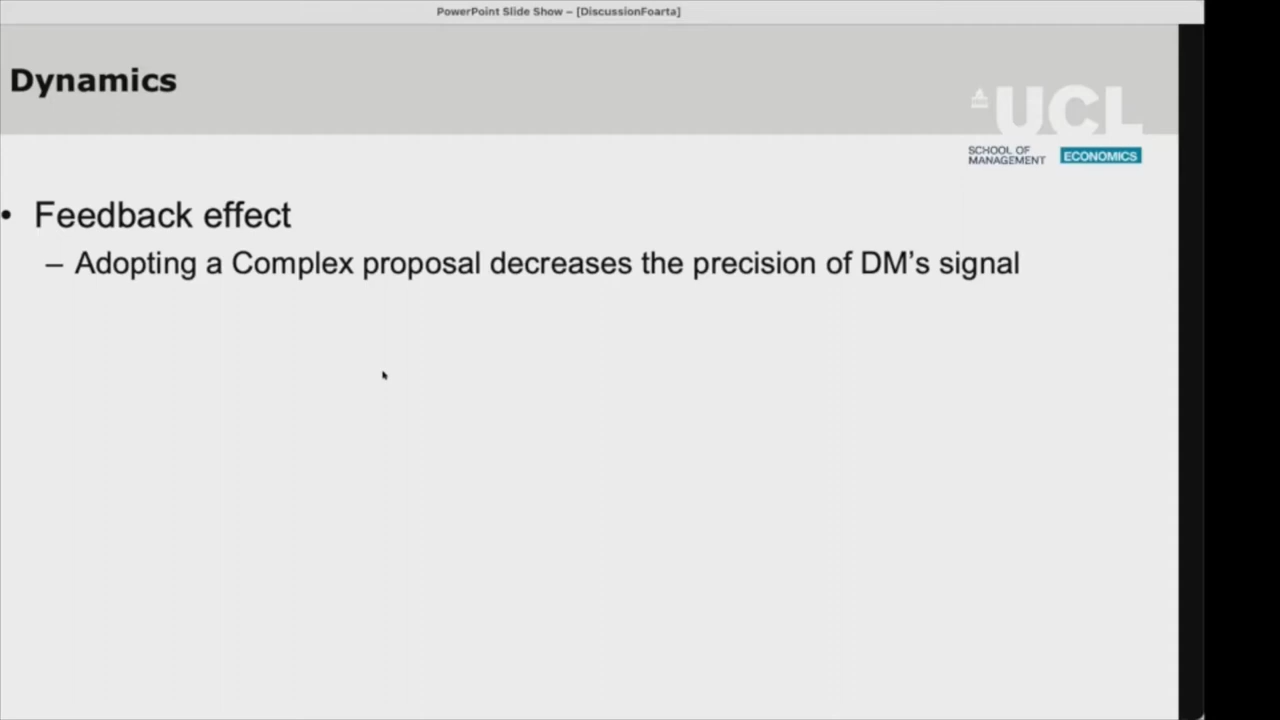 PowerPoint Slide Show – [DiscussionFoarta]
Dynamics
UCL
SCHOOL OF
MANAGEMENT
ECONOMICS
• Feedback effect
– Adopting a Complex proposal decreases the precision of DM’s signal